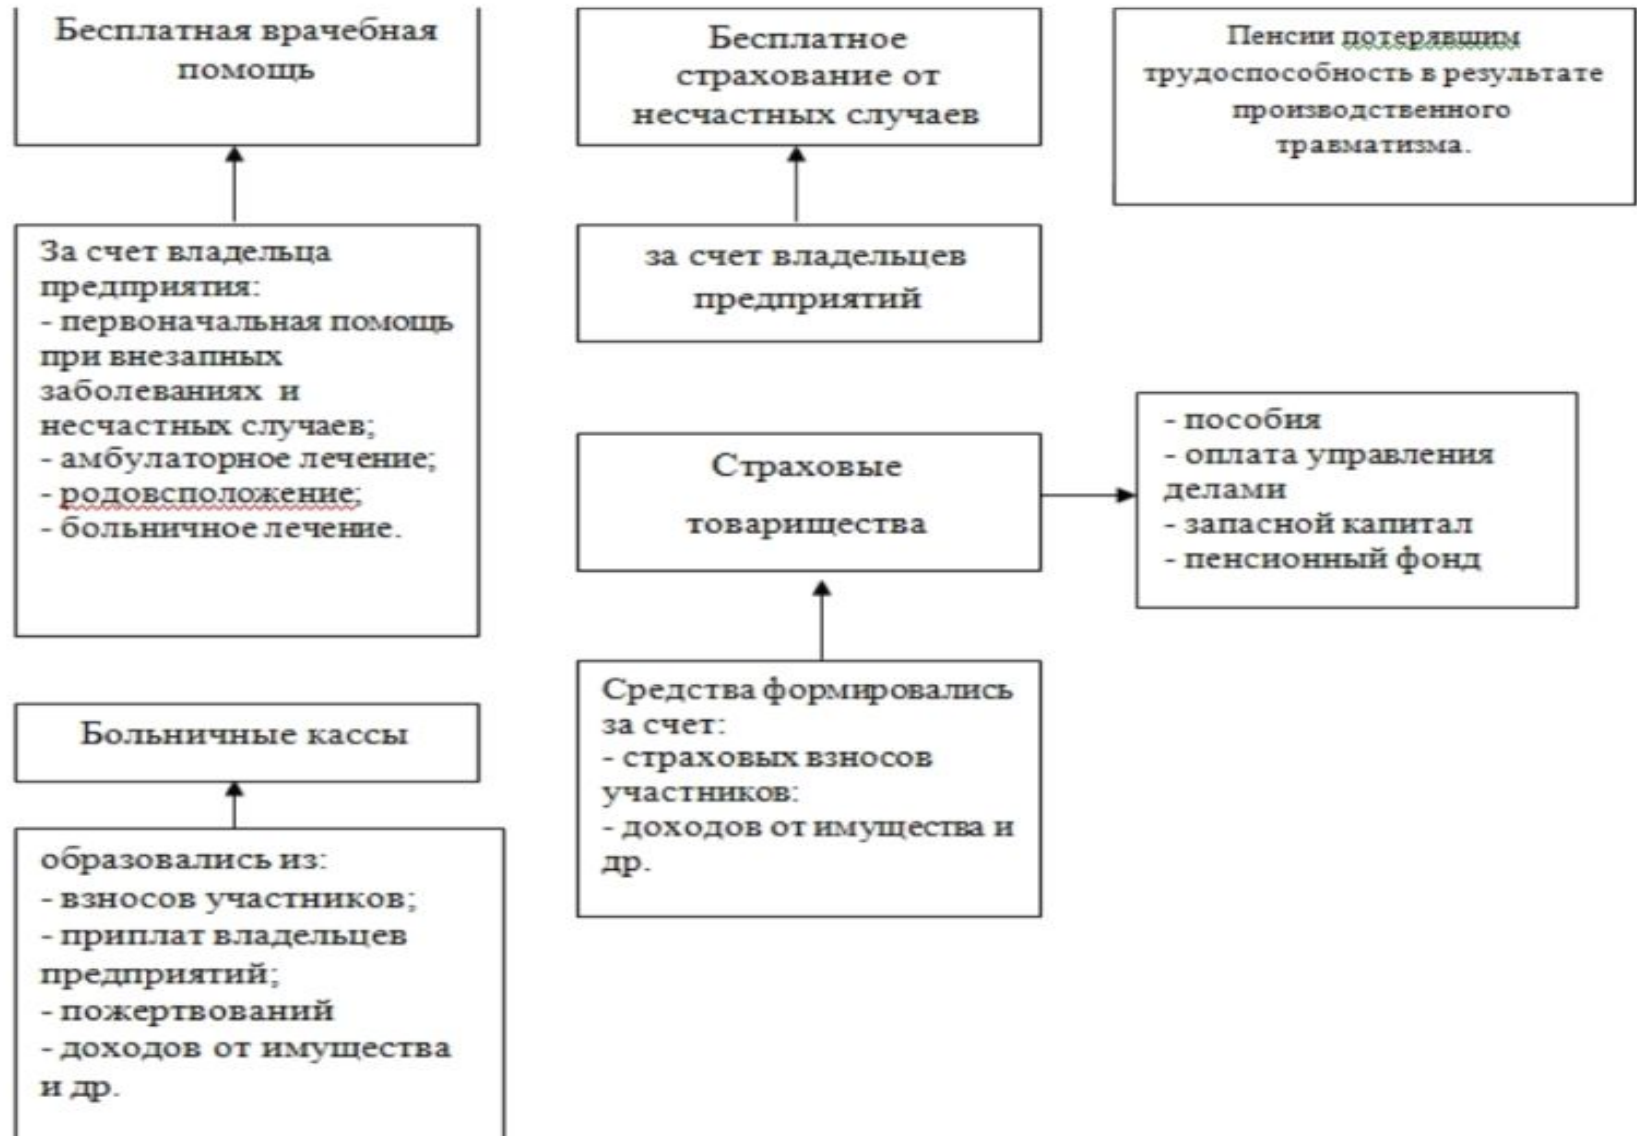 Бесплатная врачебная
помощь
За счет владельца
предприятия:
- первоначальная помощь
при внезапных
заболеваниях и
несчастных случаев;
- амбулаторное лечение;
- родовсположение;
- больничное лечение.
Больничные кассы
образовались из:
- взносов участников;
- приплат владельцев
предприятий;
- пожертвований
- доходов от имущества
и др.
Бесплатное
страхование от
несчастных случаев
за счет владельцев
предприятий
Страховые
товарищества
Средства формировались
за счет:
- страховых взносов
участников:
- доходов от имущества и
др.
Пенсии потерявшим
трудоспособность в результате
производственного
травматизма.
- пособия
- оплата управления
делами
- запасной капитал
- пенсионный фонд